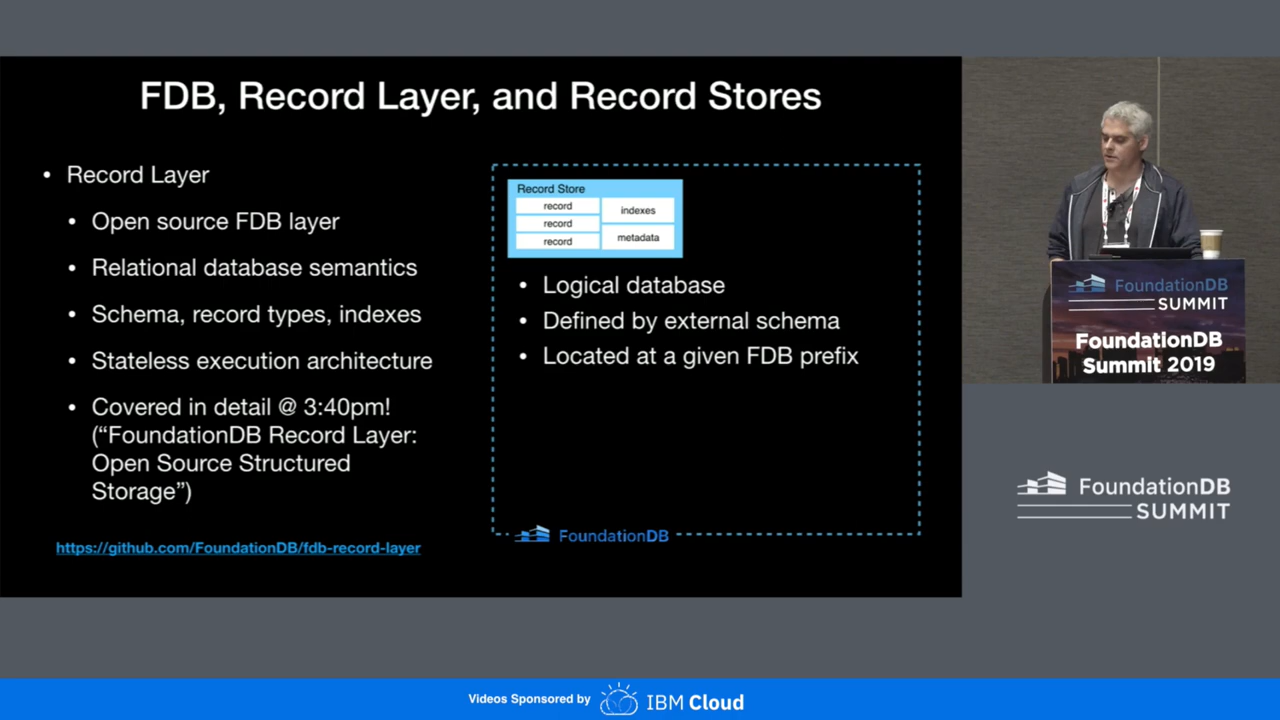 FDB, Record Layer, and Record Stores
• Record Layer
• Open source FDB layer
• Relational database semantics
• Schema, record types, indexes
• Stateless execution architecture
• Covered in detail @ 3:40pm!
(“FoundationDB Record Layer:
Open Source Structured
Storage”)
https://github.com/FoundationDB/fdb-record-layer
Record Store
record
record
record
indexes
metadata
• Logical database
• Defined by external schema
• Located at a given FDB prefix
FoundationDB
FoundationDB
SUMMIT
FoundationDB
Summit 2019
FoundationDB
SUMMIT
Videos Sponsored by IBM Cloud